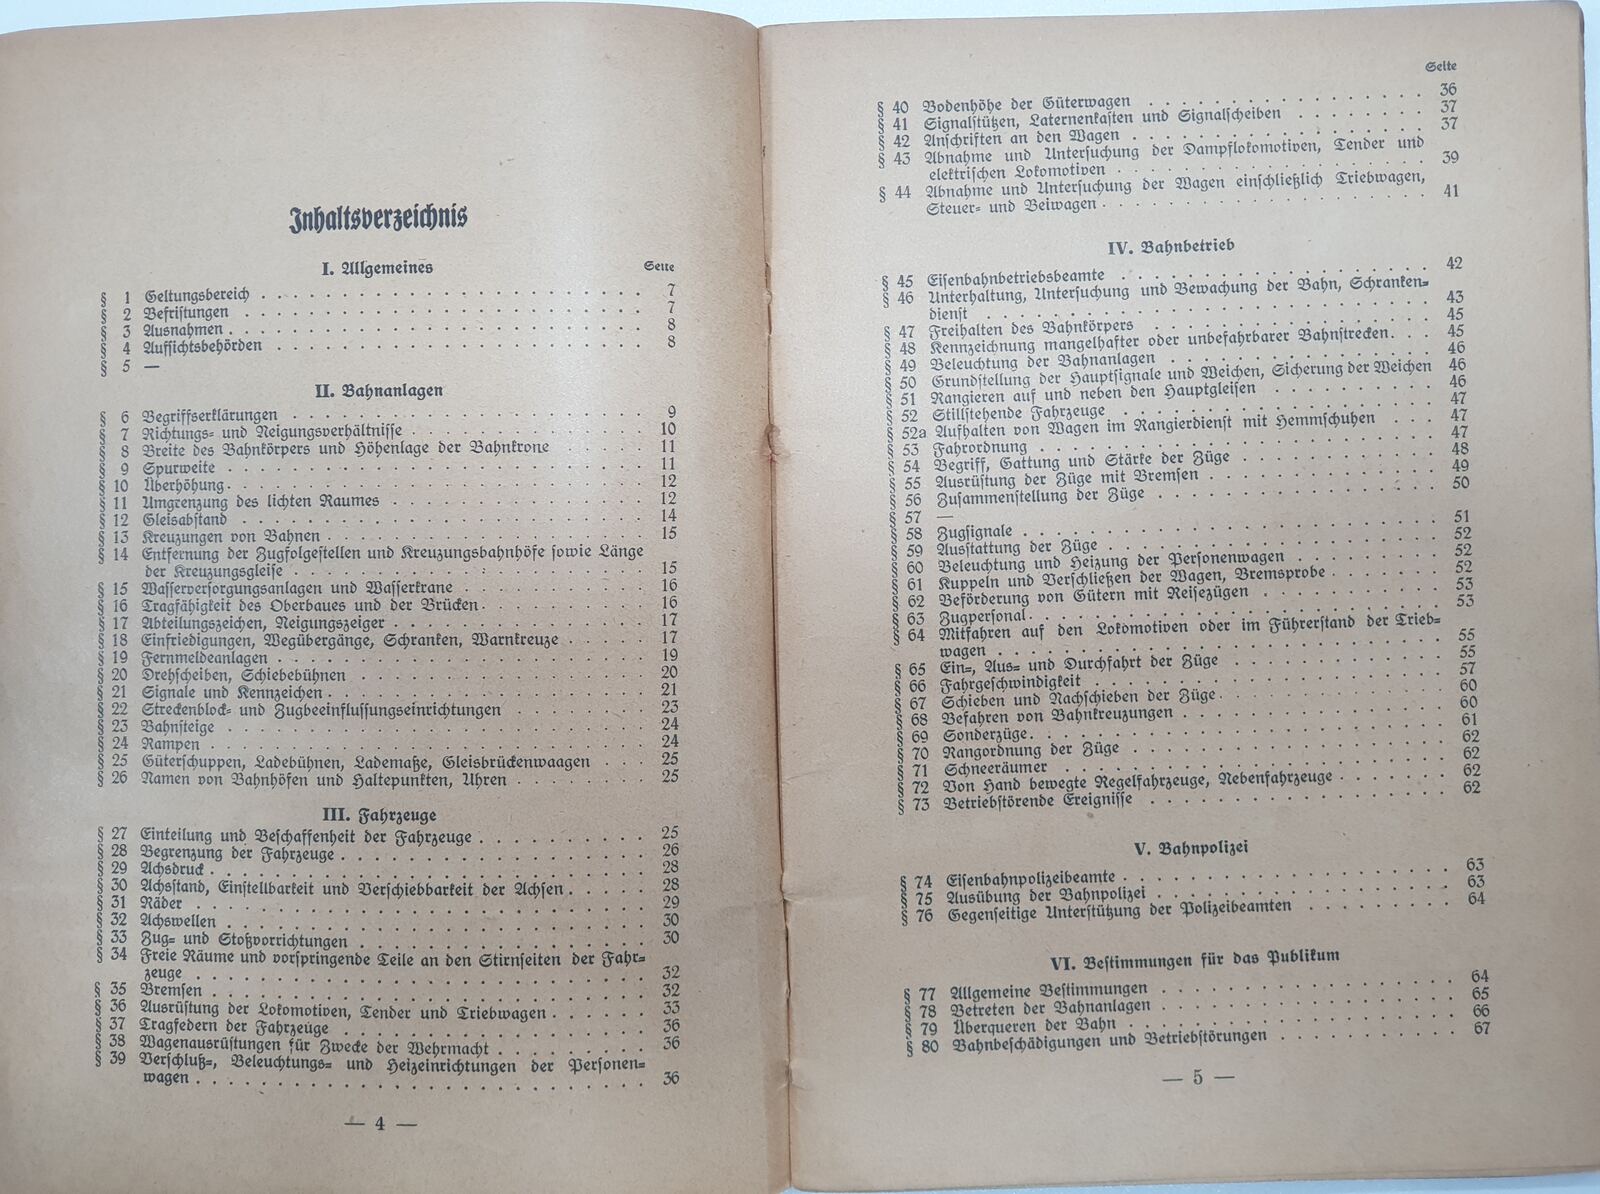 Inhaltsverzeichnis
I. Allgemeines Seite
§ 1 Geltungsbereich . . . 7
§ 2 Befristungen . . . 7
§ 3 Ausnahmen . . . 8
§ 4 Aufsichtsbehörden . . . 8
§ 5 —
II. Bahnanlagen
§ 6 Begriffserklärungen . . . 9
§ 7 Richtungs- und Neigungsverhältnisse . . . 10
§ 8 Breite des Bahnkörpers und Höhenlage der Bahnkrone . . . 11
§ 9 Spurweite . . . 11
§ 10 Überhöhung . . . 12
§ 11 Umgrenzung des lichten Raumes . . . 12
§ 12 Gleisabstand . . . 14
§ 13 Kreuzungen von Bahnen . . . 15
§ 14 Entfernung der Zugfolgestellen und Kreuzungsbahnhöfe sowie Länge
der Kreuzungsgleise . . . 15
§ 15 Wasserversorgungsanlagen und Wasserkrane . . . 16
§ 16 Tragfähigkeit des Oberbaues und der Brücken . . . 16
§ 17 Abteilungszeichen, Neigungszeiger . . . 17
§ 18 Einfriedigungen, Wegübergänge, Schranken, Warnkreuze . . . 17
§ 19 Fernmeldeanlagen . . . 19
§ 20 Drehscheiben, Schiebebühnen . . . 20
§ 21 Signale und Kennzeichen . . . 21
§ 22 Streckenblock- und Zugbeeinflussungseinrichtungen . . . 23
§ 23 Bahnsteige . . . 24
§ 24 Rampen . . . 24
§ 25 Güterschuppen, Ladebühnen, Lademaße, Gleisbrückenwaagen . . . 25
§ 26 Namen von Bahnhöfen und Haltepunkten, Uhren . . . 25
III. Fahrzeuge
§ 27 Einteilung und Beschaffenheit der Fahrzeuge . . . 25
§ 28 Begrenzung der Fahrzeuge . . . 26
§ 29 Achsdruck . . . 28
§ 30 Achsstand, Einstellbarkeit und Verschiebbarkeit der Achsen . . . 28
§ 31 Räder . . . 29
§ 32 Achswellen . . . 30
§ 33 Zug- und Stoßvorrichtungen . . . 30
§ 34 Freie Räume und vorspringende Teile an den Stirnseiten der Fahr-
zeuge . . . 32
§ 35 Bremsen . . . 32
§ 36 Ausrüstung der Lokomotiven, Tender und Triebwagen . . . 33
§ 37 Tragfedern der Fahrzeuge . . . 36
§ 38 Wagenausrüstungen für Zwecke der Wehrmacht . . . 36
§ 39 Verschluß-, Beleuchtungs- und Heizeinrichtungen der Personen-
wagen . . . 36
— 4 —
Seite
§ 40 Bodenhöhe der Güterwagen . . . 36
§ 41 Signalstützen, Laternenkasten und Signalscheiben . . . 37
§ 42 Anschriften an den Wagen . . . 37
§ 43 Abnahme und Untersuchung der Dampflokomotiven, Tender und
elektrischen Lokomotiven . . . 39
§ 44 Abnahme und Untersuchung der Wagen einschließlich Triebwagen,
Steuer- und Beiwagen . . . 41
IV. Bahnbetrieb
§ 45 Eisenbahnbetriebsbeamte . . . 42
§ 46 Unterhaltung, Untersuchung und Bewachung der Bahn, Schranken-
dienst . . . 43
§ 47 Freihalten des Bahnkörpers . . . 45
§ 48 Kennzeichnung mangelhafter oder unbefahrbarer Bahnstrecken . . . 45
§ 49 Beleuchtung der Bahnanlagen . . . 46
§ 50 Grundstellung der Hauptsignale und Weichen, Sicherung der Weichen 46
§ 51 Rangieren auf und neben den Hauptgleisen . . . 46
§ 52 Stillstehende Fahrzeuge . . . 47
§ 52a Aufhalten von Wagen im Rangierdienst mit Hemmschuhen . . . 47
§ 53 Fahrordnung . . . 47
§ 54 Begriff, Gattung und Stärke der Züge . . . 48
§ 55 Ausrüstung der Züge mit Bremsen . . . 49
§ 56 Zusammenstellung der Züge . . . 50
§ 57 —
§ 58 Zugsignale . . . 51
§ 59 Ausstattung der Züge . . . 52
§ 60 Beleuchtung und Heizung der Personenwagen . . . 52
§ 61 Kuppeln und Verschließen der Wagen, Bremsprobe . . . 52
§ 62 Beförderung von Gütern mit Reisezügen . . . 53
§ 63 Zugpersonal . . . 53
§ 64 Mitfahren auf den Lokomotiven oder im Führerstand der Trieb-
wagen . . . 55
§ 65 Ein-, Aus- und Durchfahrt der Züge . . . 55
§ 66 Fahrgeschwindigkeit . . . 57
§ 67 Schieben und Nachschieben der Züge . . . 60
§ 68 Befahren von Bahnkreuzungen . . . 60
§ 69 Sonderzüge . . . 61
§ 70 Rangordnung der Züge . . . 62
§ 71 Schneeräumer . . . 62
§ 72 Von Hand bewegte Regelfahrzeuge, Nebenfahrzeuge . . . 62
§ 73 Betriebstörende Ereignisse . . . 62
V. Bahnpolizei
§ 74 Eisenbahnpolizeibeamte . . . 63
§ 75 Ausübung der Bahnpolizei . . . 63
§ 76 Gegenseitige Unterstützung der Polizeibeamten . . . 64
VI. Bestimmungen für das Publikum
§ 77 Allgemeine Bestimmungen . . . 64
§ 78 Betreten der Bahnanlagen . . . 65
§ 79 Überqueren der Bahn . . . 66
§ 80 Bahnbeschädigungen und Betriebstörungen . . . 67
— 5 —